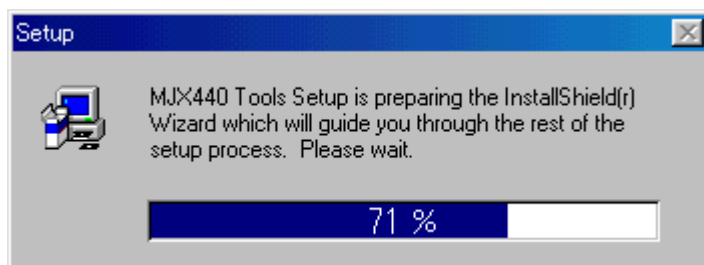 Setup
MJX440 Tools Setup is preparing the InstallShield(r)
Wizard which will guide you through the rest of the
setup process.  Please wait.
71 %